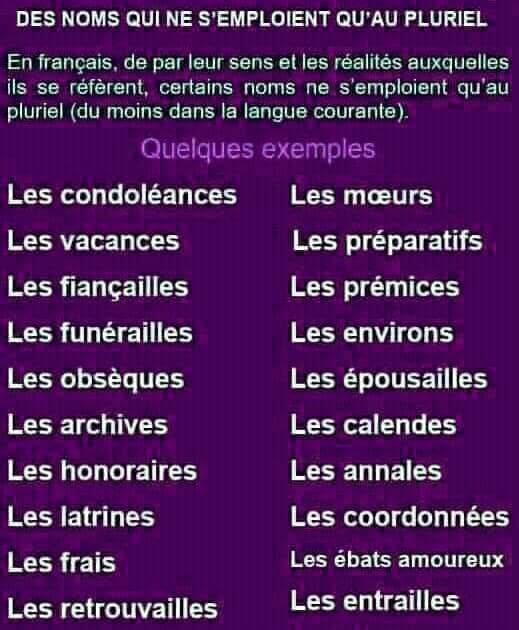 DES NOMS QUI NE S'EMPLOIENT QU'AU PLURIEL
En français, de par leur sens et les réalités auxquelles
ils se réfèrent, certains noms ne s'emploient qu'au
pluriel (du moins dans la langue courante).
Quelques exemples
Les condoléances
Les vacances
Les fiançailles
Les funérailles
Les obsèques
Les archives
Les honoraires
Les latrines
Les frais
Les retrouvailles
Les mœurs
Les préparatifs
Les prémices
Les environs
Les épousailles
Les calendes
Les annales
Les coordonnées
Les ébats amoureux
Les entrailles